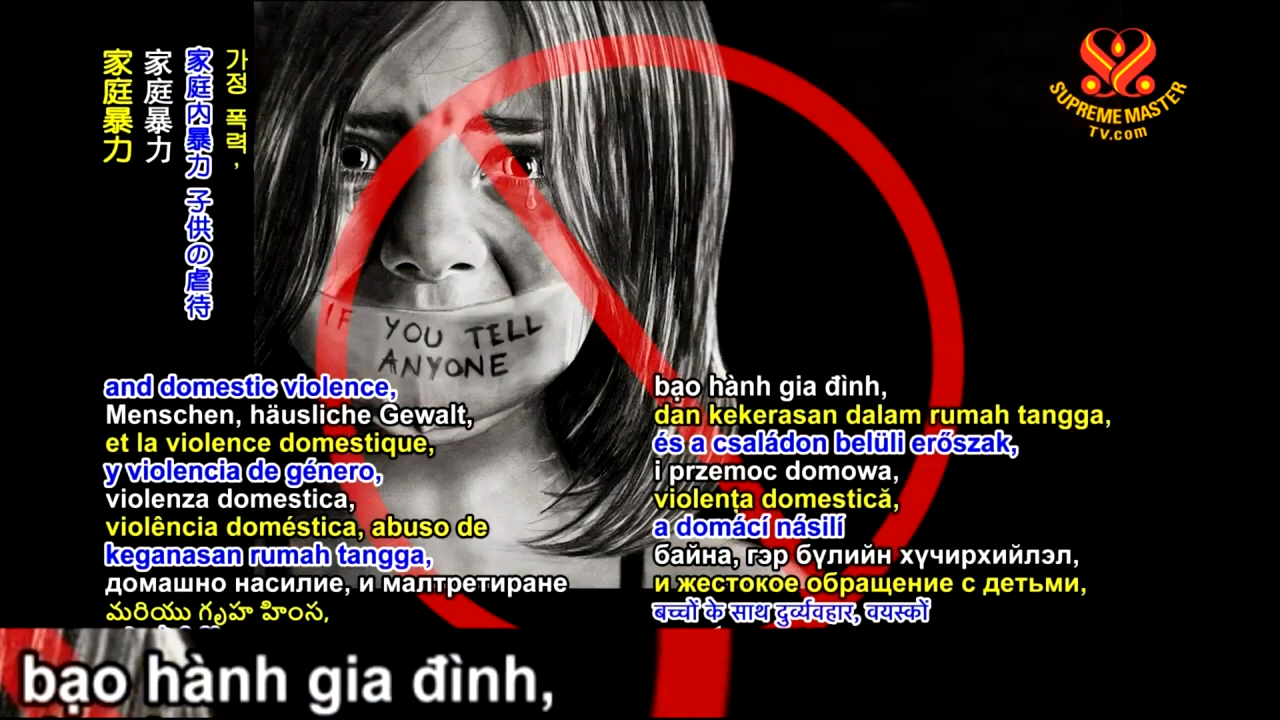 家庭暴力
家庭暴力
家庭内暴力 子供の虐待
가정 폭력,
SUPREME MASTER
TV.com
IF YOU TELL
ANYONE
and domestic violence,
Menschen, häusliche Gewalt,
et la violence domestique,
y violencia de género,
violenza domestica,
violência doméstica, abuso de
keganasan rumah tangga,
домашно насилие, и малтретиране
మరియు గృహ హింస,
bạo hành gia đình,
dan kekerasan dalam rumah tangga,
és a családon belüli erőszak,
i przemoc domowa,
violența domestică,
a domácí násilí
байна, гэр бүлийн хүчирхийлэл,
и жестокое обращение с детьми,
बच्चों के साथ दुर्व्यवहार, वयस्कों
bạo hành gia đình,